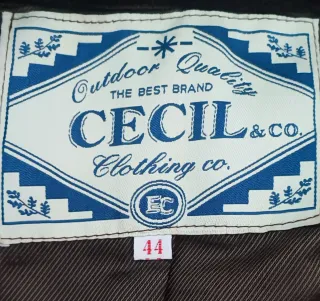 Outdoor Quality
THE BEST BRAND
CECIL & CO.
Clothing co.
EC
44